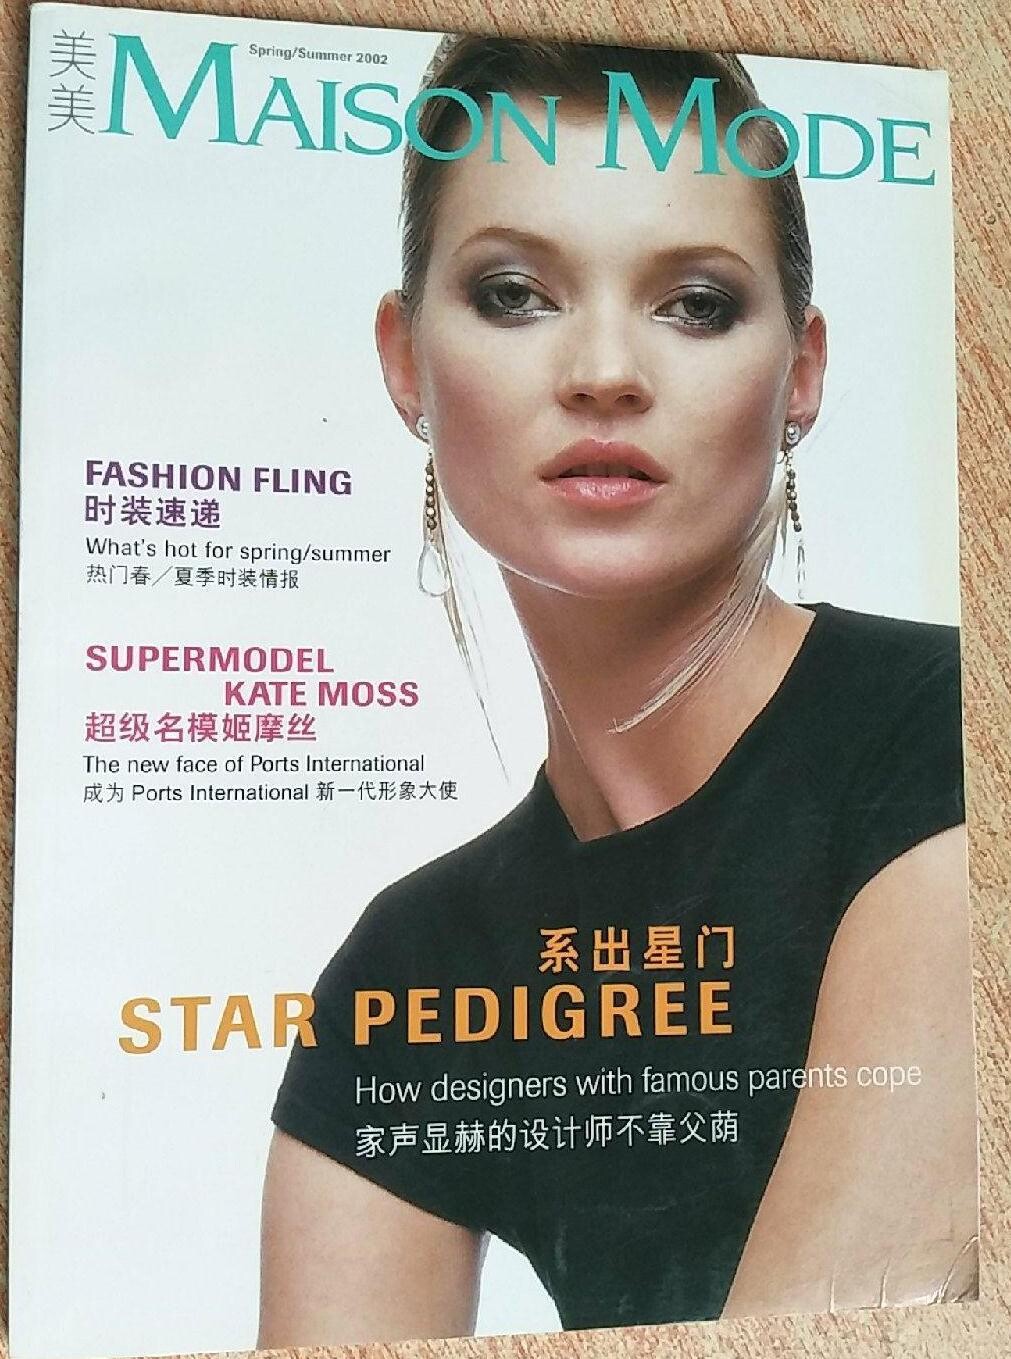 美美
MAISON MODE
Spring/Summer 2002
FASHION FLING
时装速递
What's hot for spring/summer
热门春／夏季时装情报
SUPERMODEL
KATE MOSS
超级名模姬摩丝
The new face of Ports International
成为 Ports International 新一代形象大使
系出星门
STAR PEDIGREE
How designers with famous parents cope
家声显赫的设计师不靠父荫